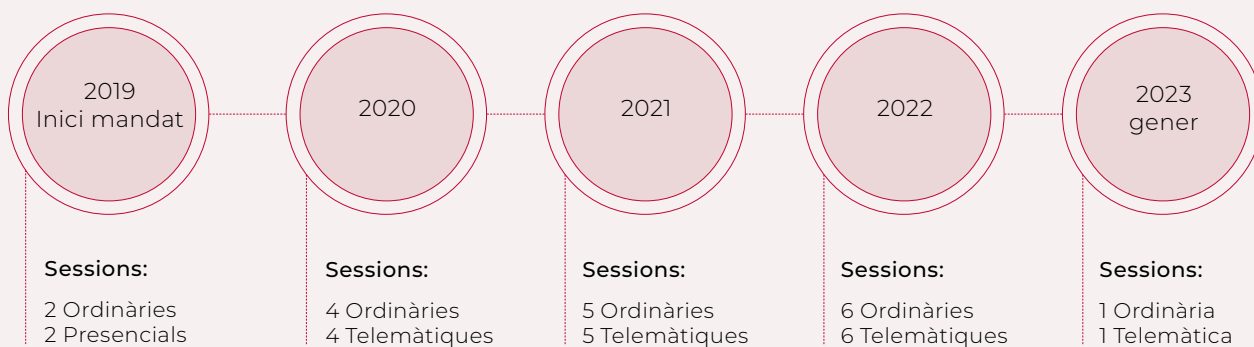 2019
Inici mandat
2020
2021
2022
2023
gener
Sessions:
2 Ordinàries
2 Presencials
Sessions:
4 Ordinàries
4 Telemàtiques
Sessions:
5 Ordinàries
5 Telemàtiques
Sessions:
6 Ordinàries
6 Telemàtiques
Sessions:
1 Ordinària
1 Telemàtica